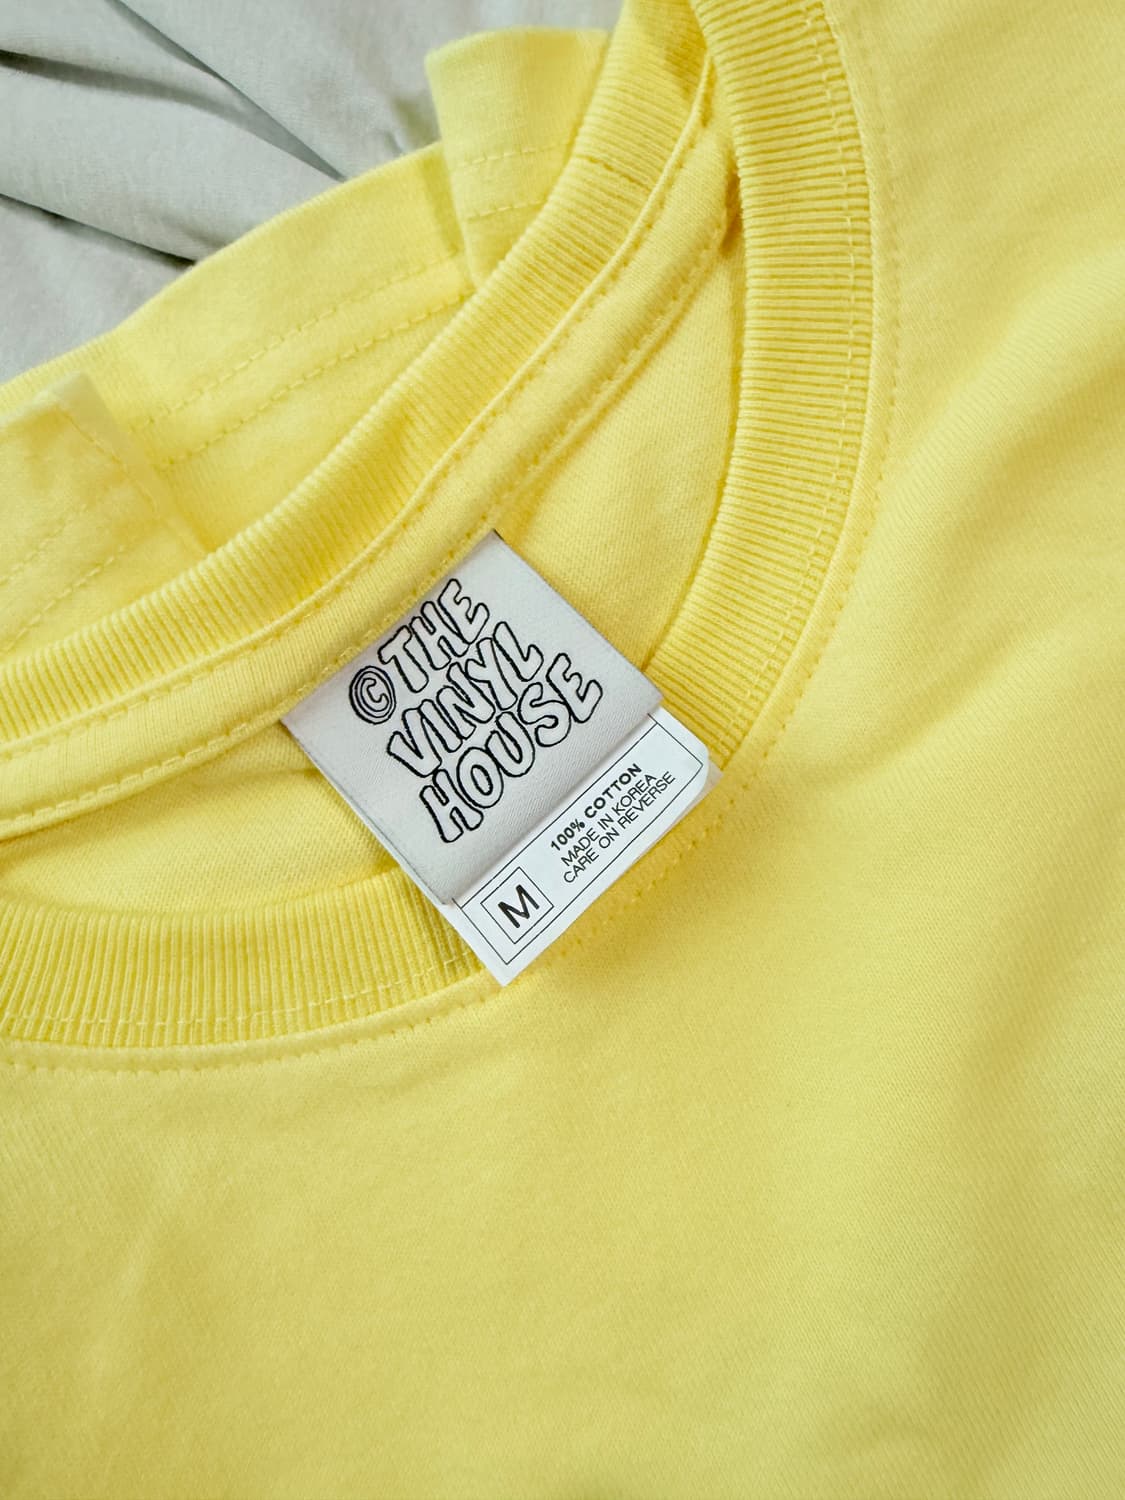 © THE
VINYL
HOUSE
M
100% COTTON
MADE IN KOREA
CARE ON REVERSE